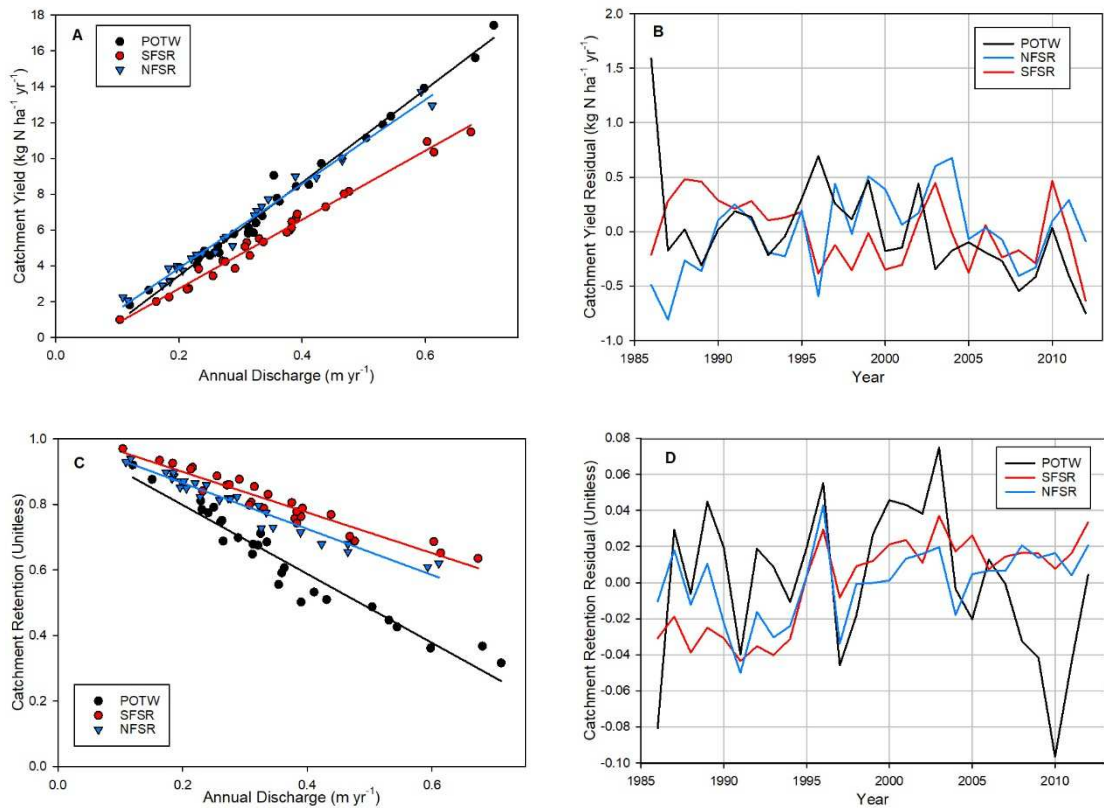 A
POTW
SFSR
NFSR
Catchment Yield (kg N ha⁻¹ yr⁻¹)
18
16
14
12
10
8
6
4
2
0
0.0 0.2 0.4 0.6
Annual Discharge (m yr⁻¹)
B
POTW
NFSR
SFSR
Catchment Yield Residual (kg N ha⁻¹ yr⁻¹)
2.0
1.5
1.0
0.5
0.0
-0.5
-1.0
1985 1990 1995 2000 2005 2010
Year
C
POTW
SFSR
NFSR
Catchment Retention (Unitless)
1.0
0.8
0.6
0.4
0.2
0.0
0.0 0.2 0.4 0.6
Annual Discharge (m yr⁻¹)
D
POTW
SFSR
NFSR
Catchment Retention Residual (Unitless)
0.08
0.06
0.04
0.02
0.00
-0.02
-0.04
-0.06
-0.08
-0.10
1985 1990 1995 2000 2005 2010
Year